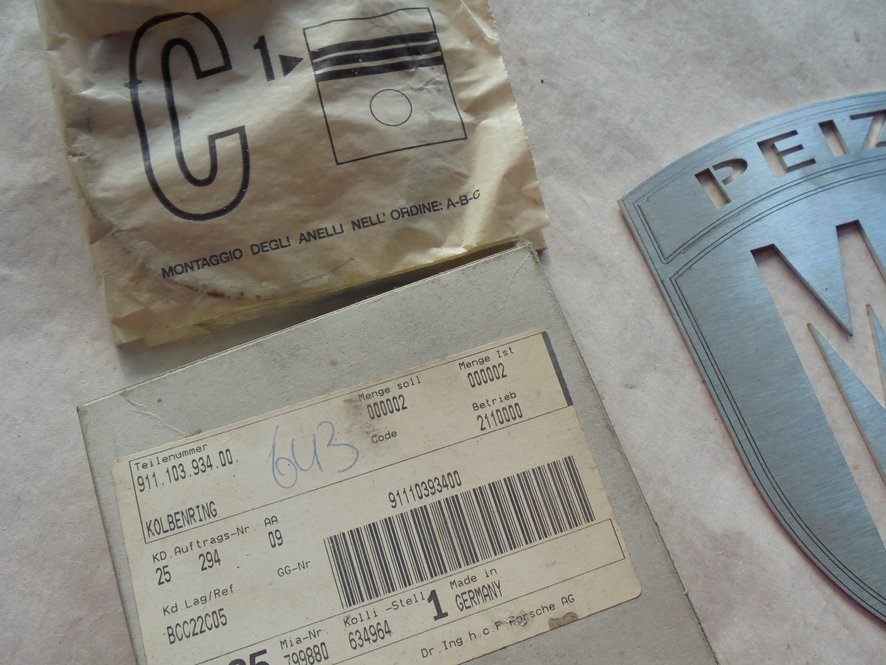 C
1
MONTAGGIO DEGLI ANELLI NELL' ORDINE: A-B-C
Teilenummer
911.103.934.00
643
Menge soll
000002
Menge Ist
000002
Code
Betrieb
2110000
KOLBENRING
91110393400
KD.Auftrags-Nr.
25 294
AA
09
GG-Nr
Kd.Lag/Ref.
BCC22C05
Mia-Nr
799880
Kolli -Stell
634964
1
Made in
GERMANY
Dr.Ing h.c.F Porsche AG